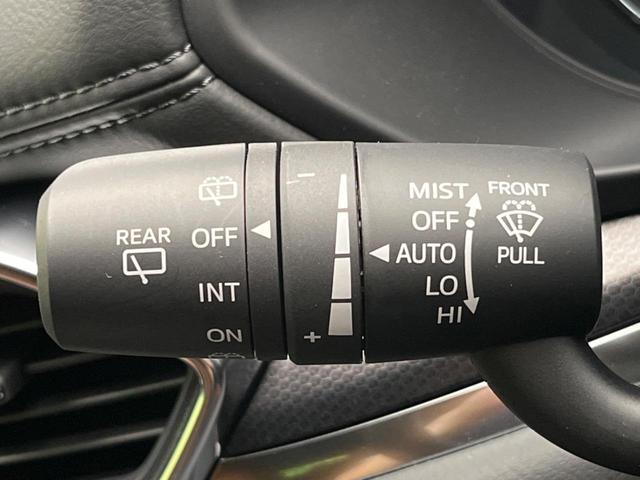 REAR
OFF
INT
ON
−
+
MIST
OFF
AUTO
LO
HI
FRONT
PULL